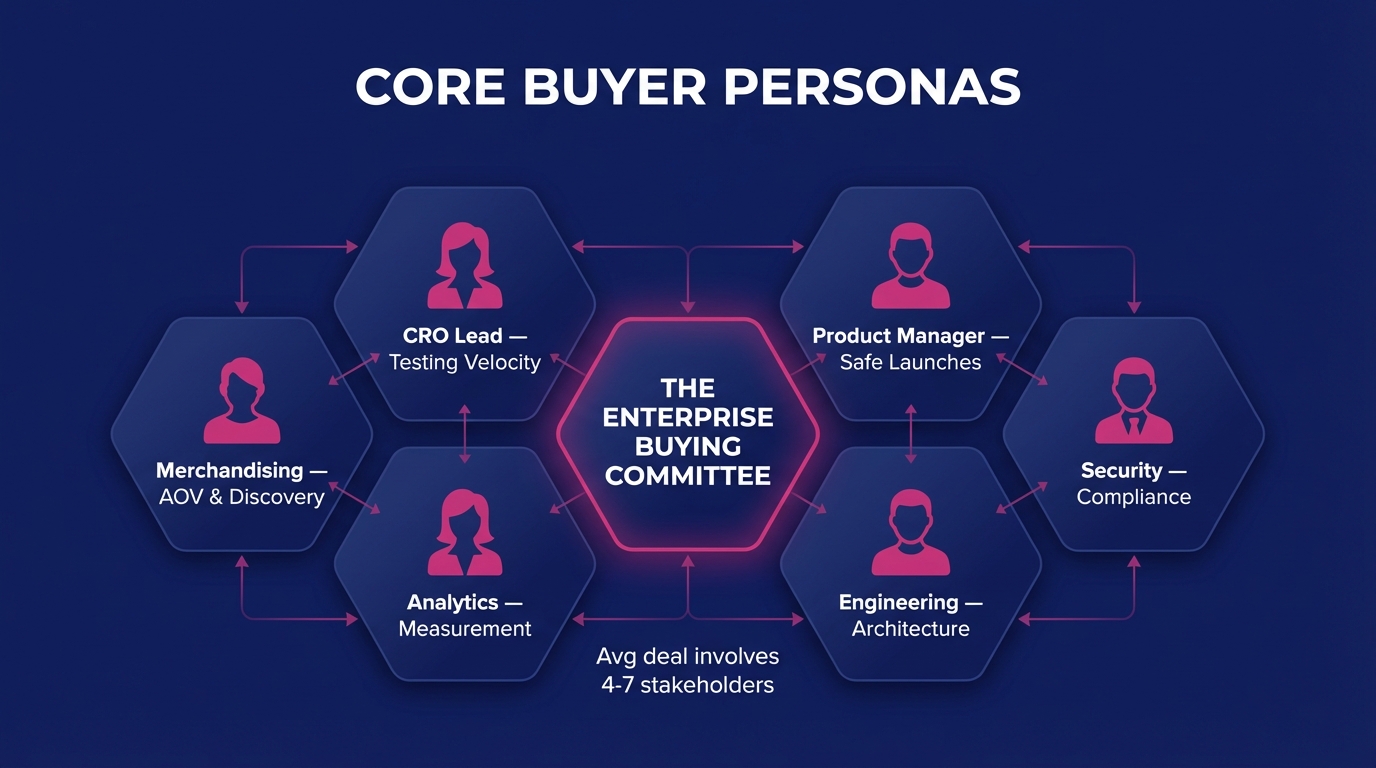 CORE BUYER PERSONAS
CRO Lead —
Testing Velocity
Product Manager —
Safe Launches
THE
ENTERPRISE
BUYING
COMMITTEE
Merchandising —
AOV & Discovery
Security —
Compliance
Analytics —
Measurement
Engineering —
Architecture
Avg deal involves
4-7 stakeholders